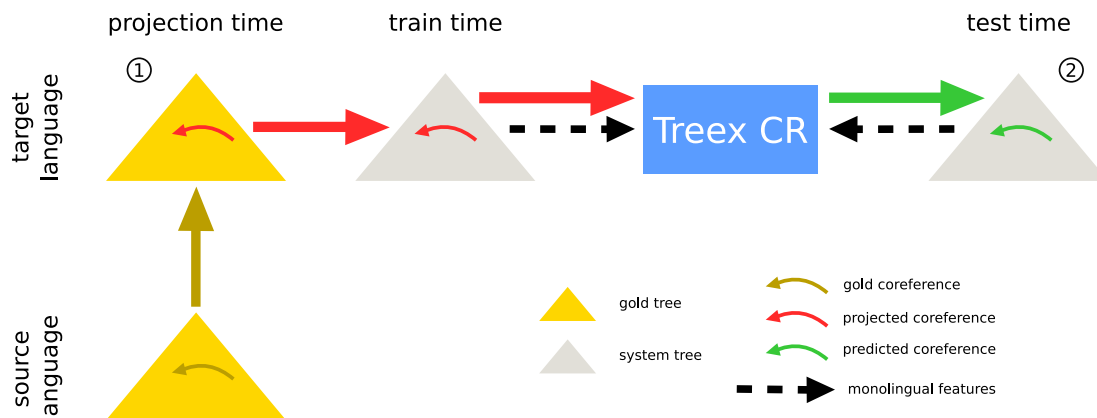 projection time
train time
test time
①
②
target
language
Treex CR
source
anguage
gold tree
system tree
gold coreference
projected coreference
predicted coreference
monolingual features